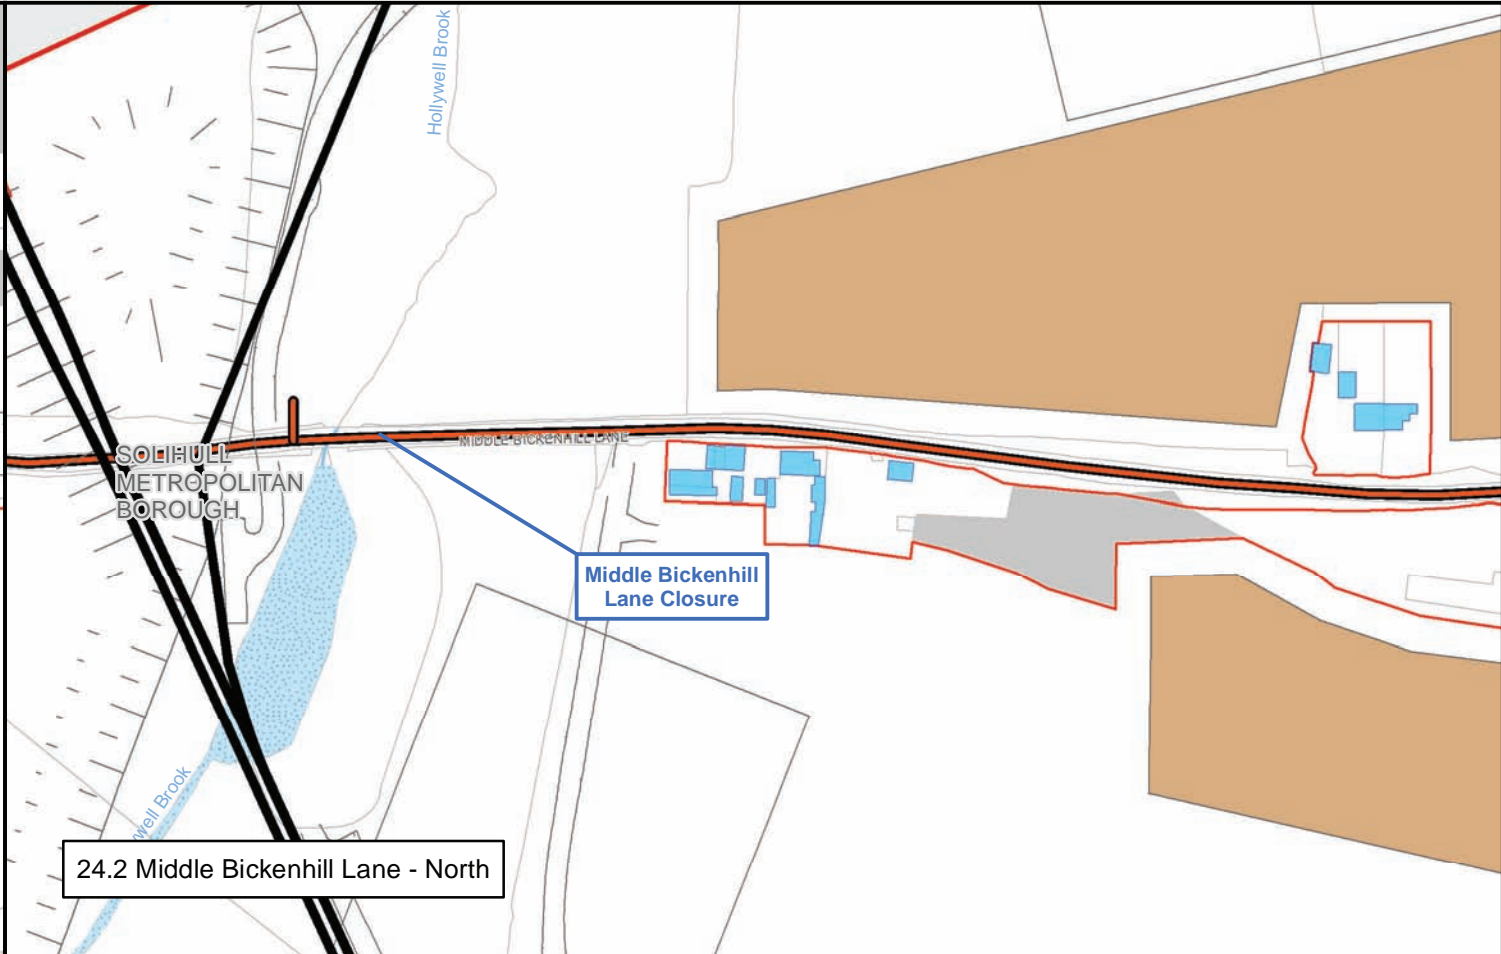 Hollywell Brook
MIDDLE BICKENHILL LANE
SOLIHULL
METROPOLITAN
BOROUGH
Middle Bickenhill
Lane Closure
Brook
24.2 Middle Bickenhill Lane - North